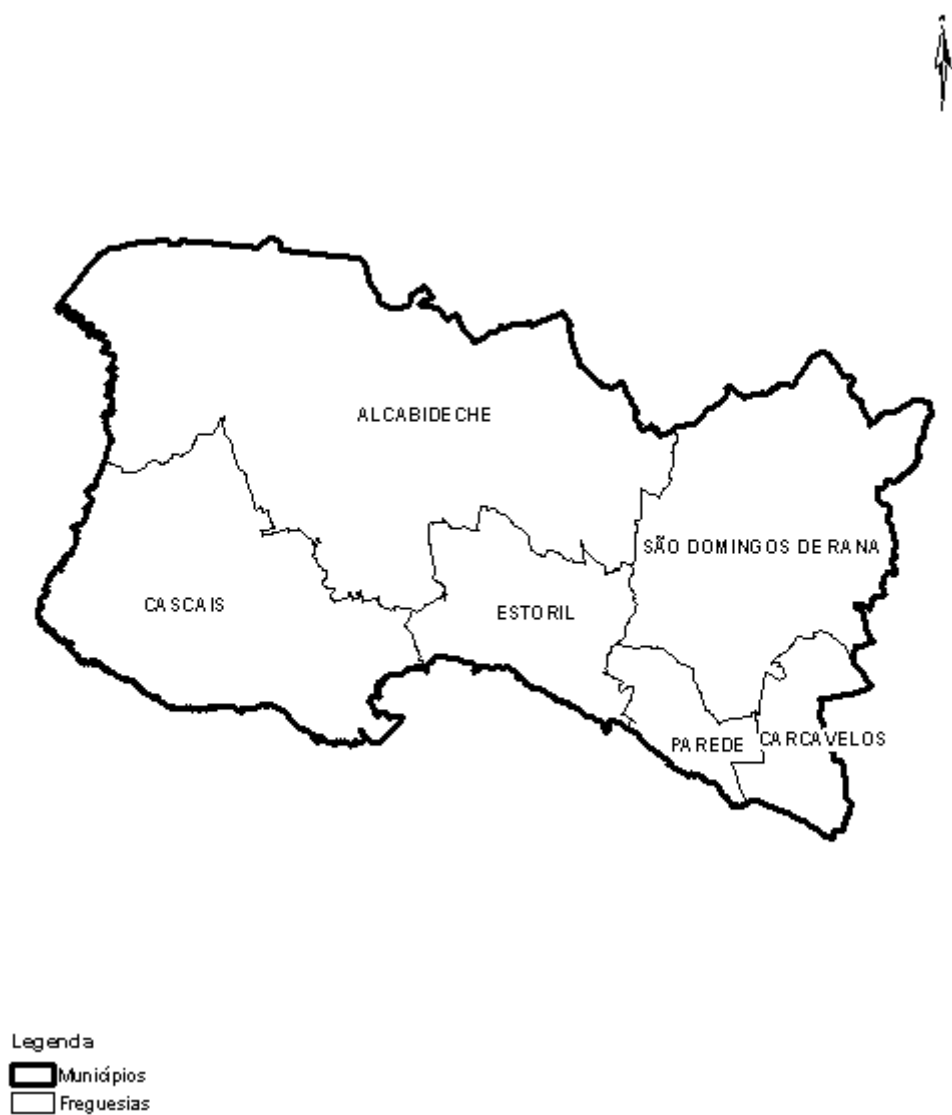 ALCABIDECHE
SÃO DOMINGOS DE RANA
CASCAIS
ESTORIL
PAREDE
CARCAVELOS
Legenda
Municípios
Freguesias